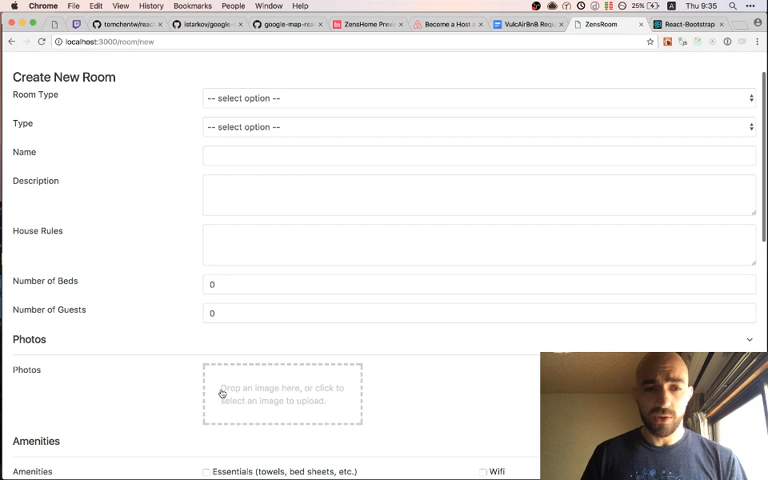 Chrome File Edit View History Bookmarks People Window Help 25% Thu 9:35
tomchentw/react istarkov/google- google-map-rea ZensHome Previ Become a Host a VulcAirBnB Requ ZensRoom React-Bootstrap
localhost:3000/room/new
Create New Room
Room Type -- select option --
Type -- select option --
Name
Description
House Rules
Number of Beds 0
Number of Guests 0
Photos
Photos Drop an image here, or click to
select an image to upload.
Amenities
Amenities Essentials (towels, bed sheets, etc.) Wifi